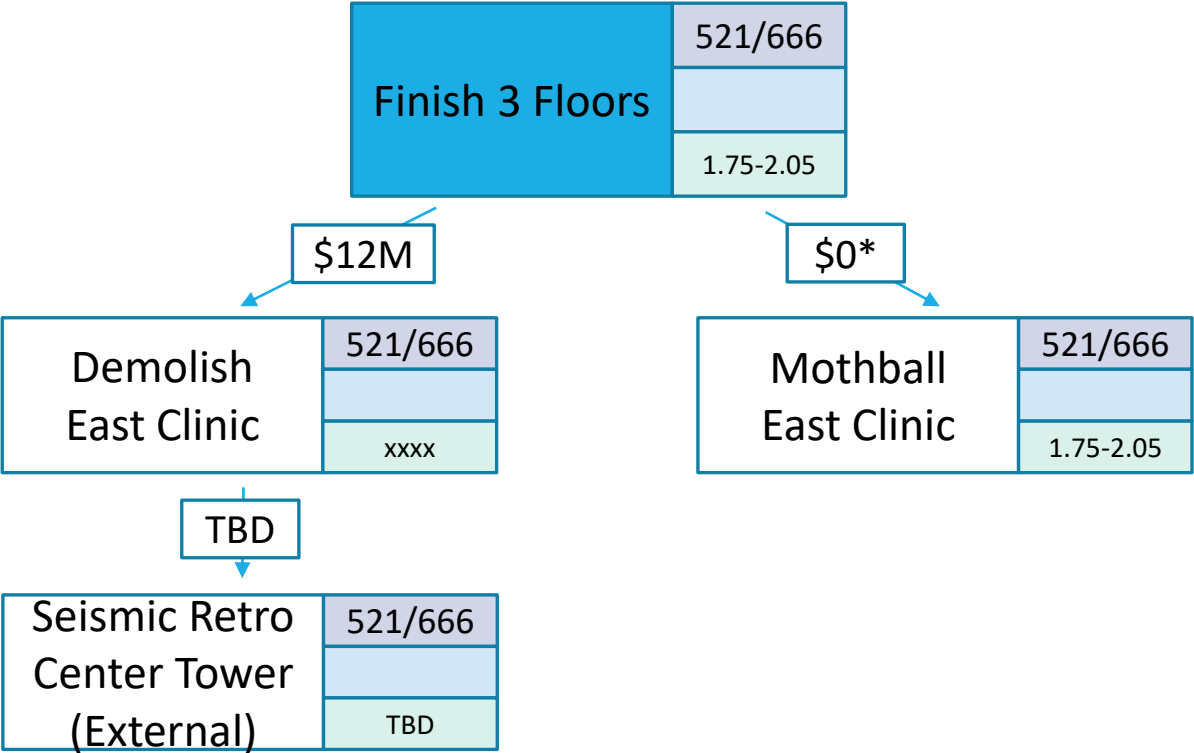 Finish 3 Floors
521/666
1.75-2.05
$12M
$0*
Demolish
East Clinic
521/666
xxxx
Mothball
East Clinic
521/666
1.75-2.05
TBD
Seismic Retro
Center Tower
(External)
521/666
TBD